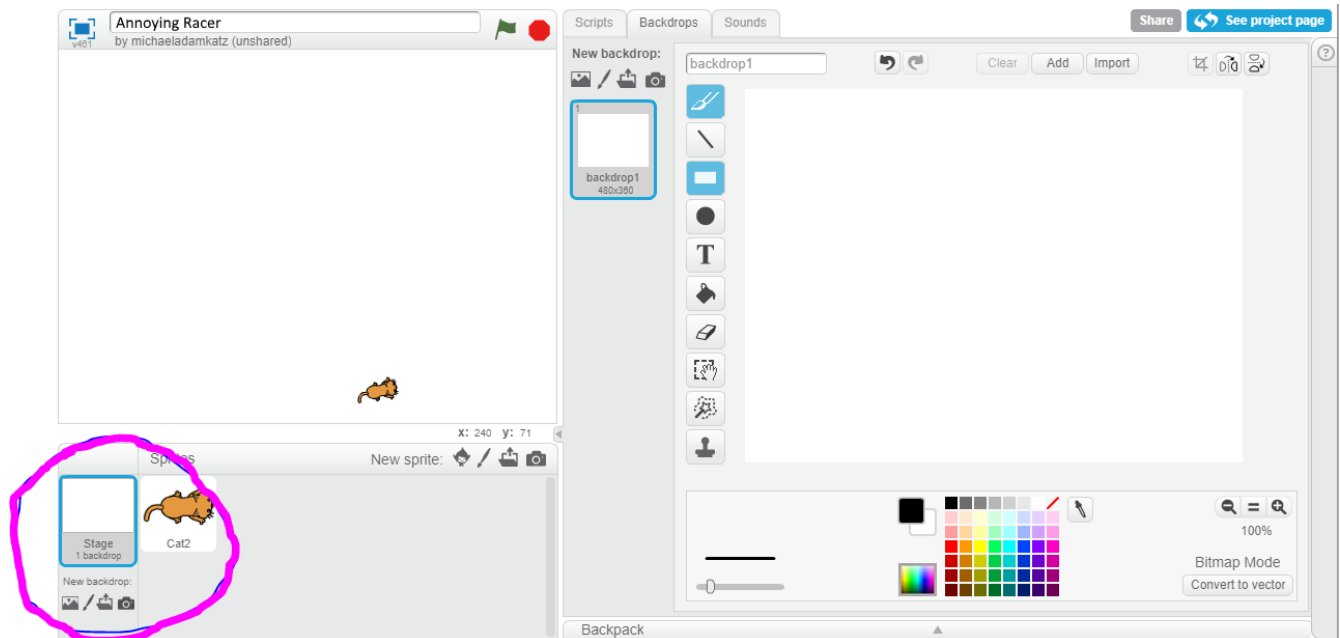 Annoying Racer
by michaeladamkatz (unshared)
v461
Scripts
Backdrops
Sounds
Share
See project page
New backdrop:
1
backdrop1
480x360
backdrop1
Clear
Add
Import
?
T
X: 240 y: 71
Sprites
New sprite:
Stage
1 backdrop
Cat2
New backdrop:
100%
Bitmap Mode
Convert to vector
Backpack